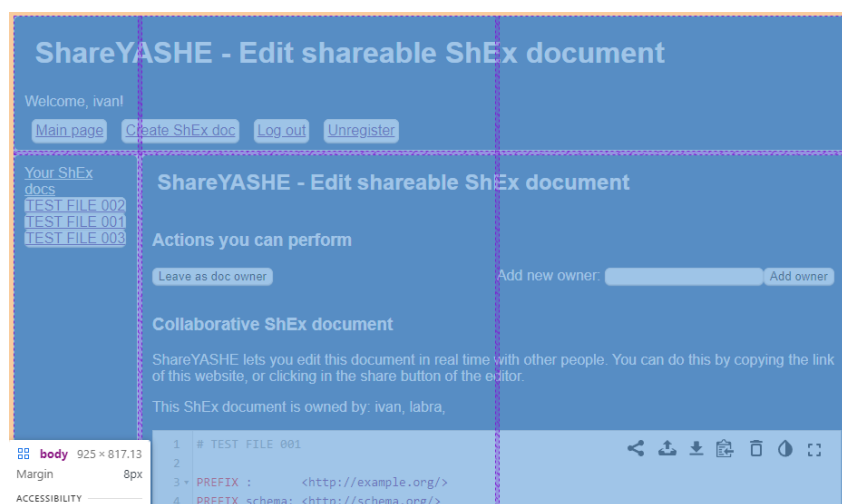 ShareYASHE - Edit shareable ShEx document
Welcome, ivan!
Main page Create ShEx doc Log out Unregister
Your ShEx
docs
TEST FILE 002
TEST FILE 001
TEST FILE 003
ShareYASHE - Edit shareable ShEx document
Actions you can perform
Leave as doc owner Add new owner: Add owner
Collaborative ShEx document
ShareYASHE lets you edit this document in real time with other people. You can do this by copying the link
of this website, or clicking in the share button of the editor.
This ShEx document is owned by: ivan, labra,
1 # TEST FILE 001
2
3 PREFIX : <http://example.org/>
4 PREFIX schema: <http://schema.org/>
body 925 × 817.13
Margin 8px
ACCESSIBILITY